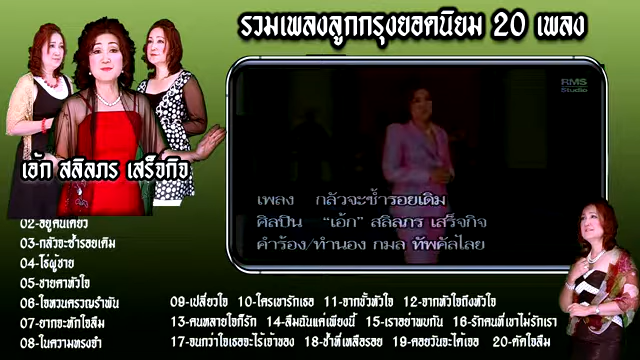 รวมเพลงลูกกรุงยอดนิยม 20 เพลง
RMS
Studio
เอ้ก สลิลภร เสร็จกิจ
เพลง กลัวจะซ้ำรอยเดิม
ศิลปิน “เอ้ก” สลิลภร เสร็จกิจ
คำร้อง/ทำนอง กมล ทัพคัลไลย
02-อยู่คนเดียว
03-กลัวจะซ้ำรอยเดิม
04-โธ่ผู้ชาย
05-ชายคาหัวใจ
06-ใจหวนครวญรำพัน
07-ยากจะหักใจลืม
08-ในความทรงจำ
09-เปลี่ยวใจ 10-ใครเขารักเธอ 11-จากขั้วหัวใจ 12-จากหัวใจถึงหัวใจ
13-คนหลายใจก็รัก 14-ลืมฉันแค่เพียงนี้ 15-เราอย่าพบกัน 16-รักคนที่เขาไม่รักเรา
17-จนกว่าใจเธอจะไร้เจ้าของ 18-ช้ำที่เหลือรอย 19-คอยวันจะได้เจอ 20-ตัดใจลืม